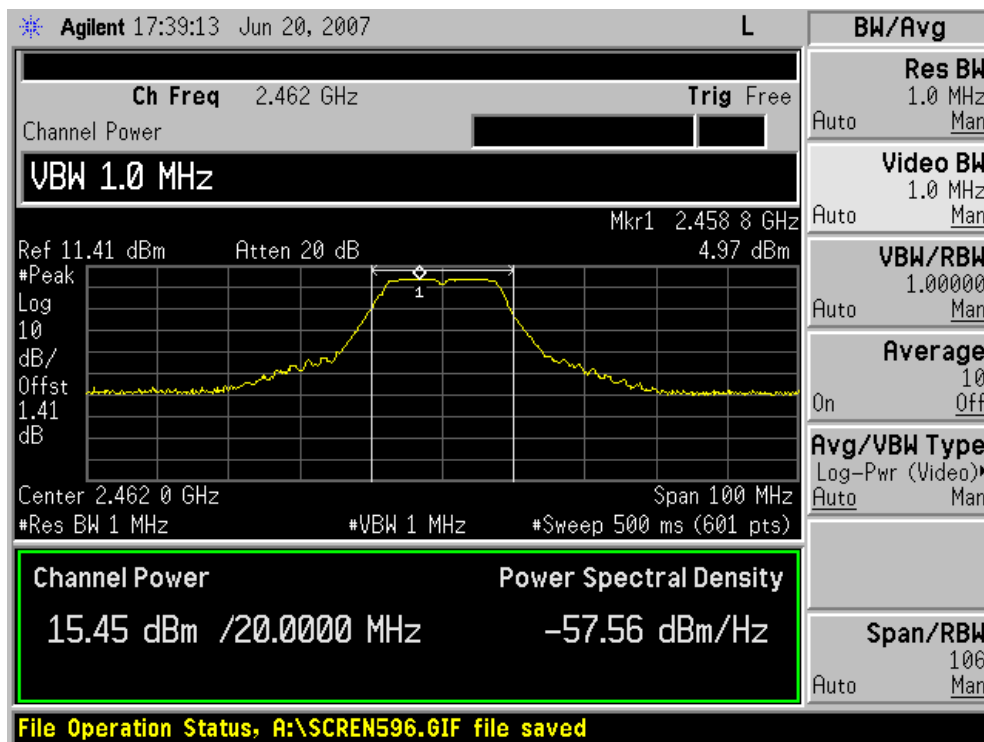 Agilent 17:39:13 Jun 20, 2007 L
Ch Freq 2.462 GHz Trig Free
Channel Power
VBW 1.0 MHz
Mkr1 2.458 8 GHz
Ref 11.41 dBm Atten 20 dB 4.97 dBm
#Peak
Log
10
dB/
Offst
1.41
dB
1
Center 2.462 0 GHz Span 100 MHz
#Res BW 1 MHz #VBW 1 MHz #Sweep 500 ms (601 pts)
Channel Power Power Spectral Density
15.45 dBm /20.0000 MHz -57.56 dBm/Hz
File Operation Status, A:\SCREN596.GIF file saved
BW/Avg
Res BW
1.0 MHz
Auto Man
Video BW
1.0 MHz
Auto Man
VBW/RBW
1.00000
Auto Man
Average
10
On Off
Avg/VBW Type
Log-Pwr (Video)
Auto Man
Span/RBW
106
Auto Man